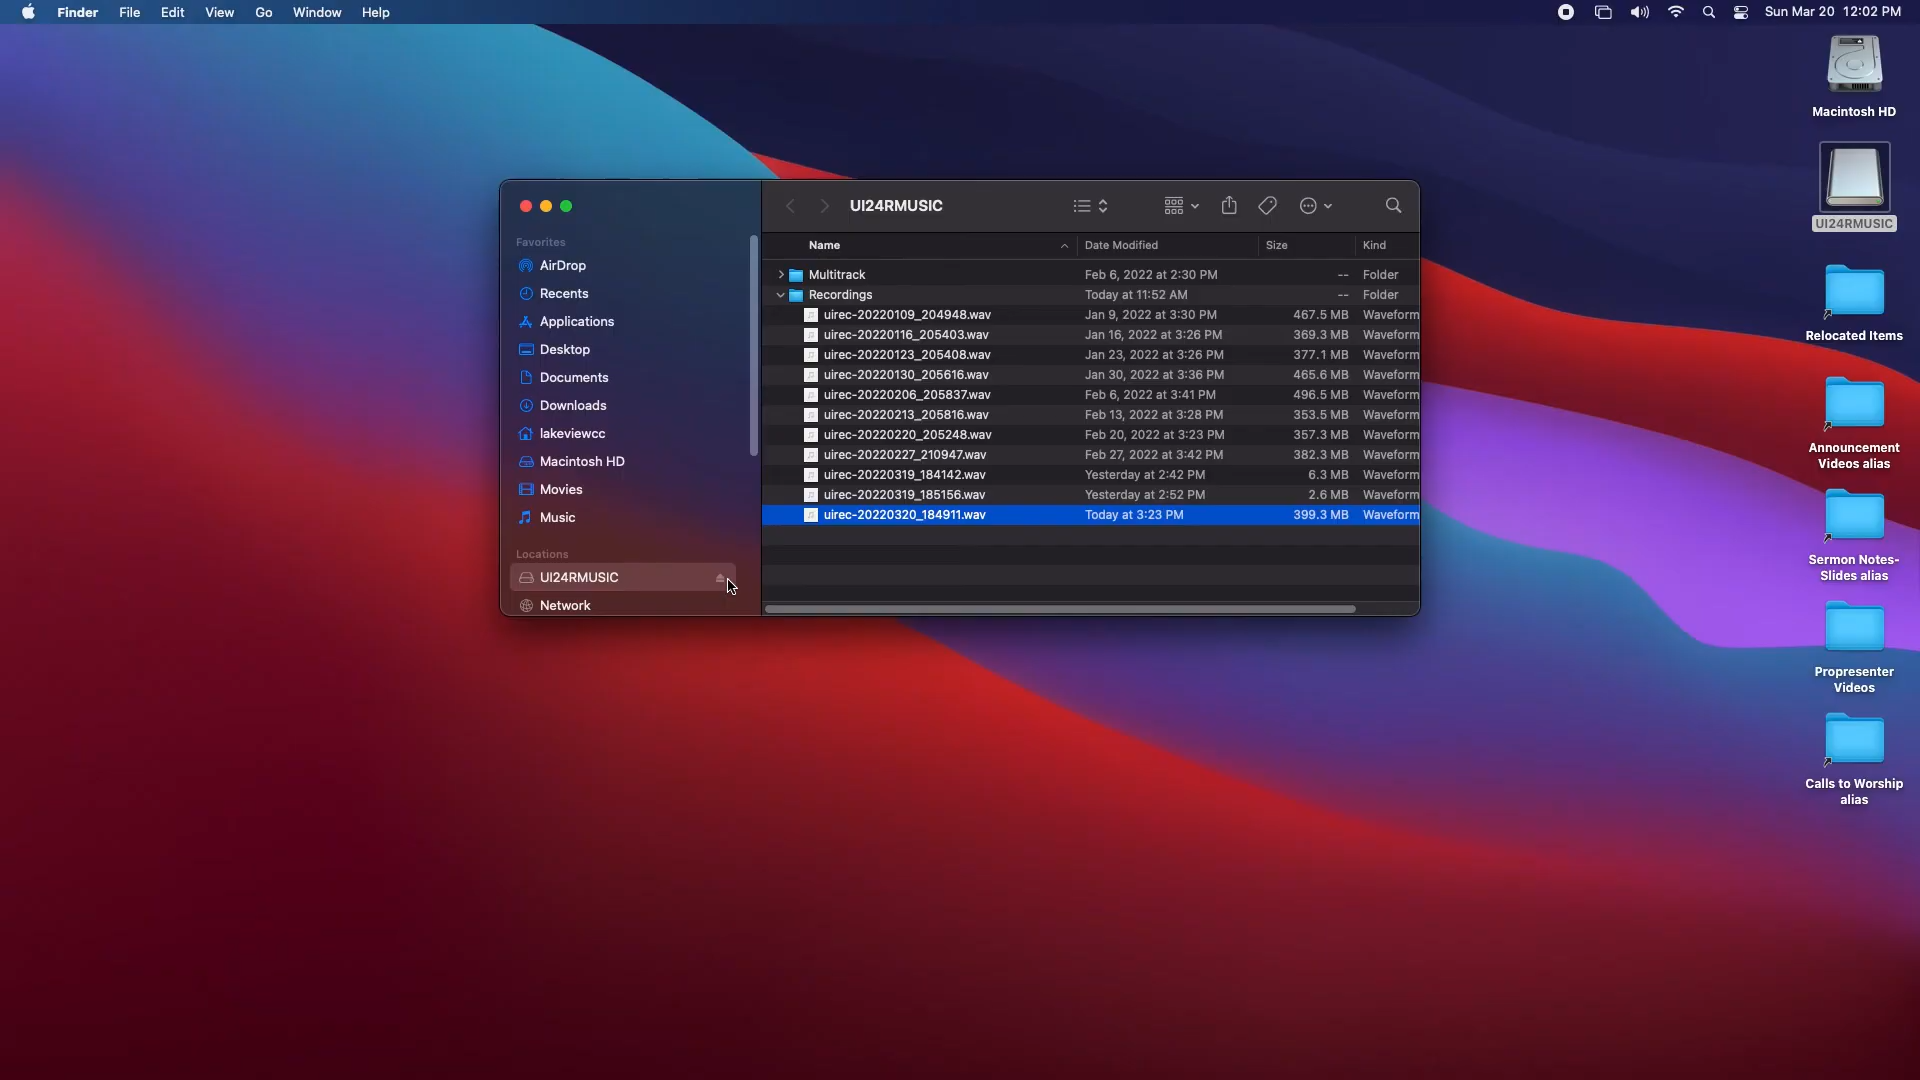 Finder File Edit View Go Window Help
Sun Mar 20 12:02 PM
UI24RMUSIC
Favorites
AirDrop
Recents
Applications
Desktop
Documents
Downloads
lakeviewcc
Macintosh HD
Movies
Music
Locations
UI24RMUSIC
Network
Name Date Modified Size Kind
Multitrack Feb 6, 2022 at 2:30 PM -- Folder
Recordings Today at 11:52 AM -- Folder
uirec-20220109_204948.wav Jan 9, 2022 at 3:30 PM 467.5 MB Waveform
uirec-20220116_205403.wav Jan 16, 2022 at 3:26 PM 369.3 MB Waveform
uirec-20220123_205408.wav Jan 23, 2022 at 3:26 PM 377.1 MB Waveform
uirec-20220130_205616.wav Jan 30, 2022 at 3:36 PM 465.6 MB Waveform
uirec-20220206_205837.wav Feb 6, 2022 at 3:41 PM 496.5 MB Waveform
uirec-20220213_205816.wav Feb 13, 2022 at 3:28 PM 353.5 MB Waveform
uirec-20220220_205248.wav Feb 20, 2022 at 3:23 PM 357.3 MB Waveform
uirec-20220227_210947.wav Feb 27, 2022 at 3:42 PM 382.3 MB Waveform
uirec-20220319_184142.wav Yesterday at 2:42 PM 6.3 MB Waveform
uirec-20220319_185156.wav Yesterday at 2:52 PM 2.6 MB Waveform
uirec-20220320_184911.wav Today at 3:23 PM 399.3 MB Waveform
Macintosh HD
UI24RMUSIC
Relocated Items
Announcement
Videos alias
Sermon Notes-
Slides alias
Propresenter
Videos
Calls to Worship
alias